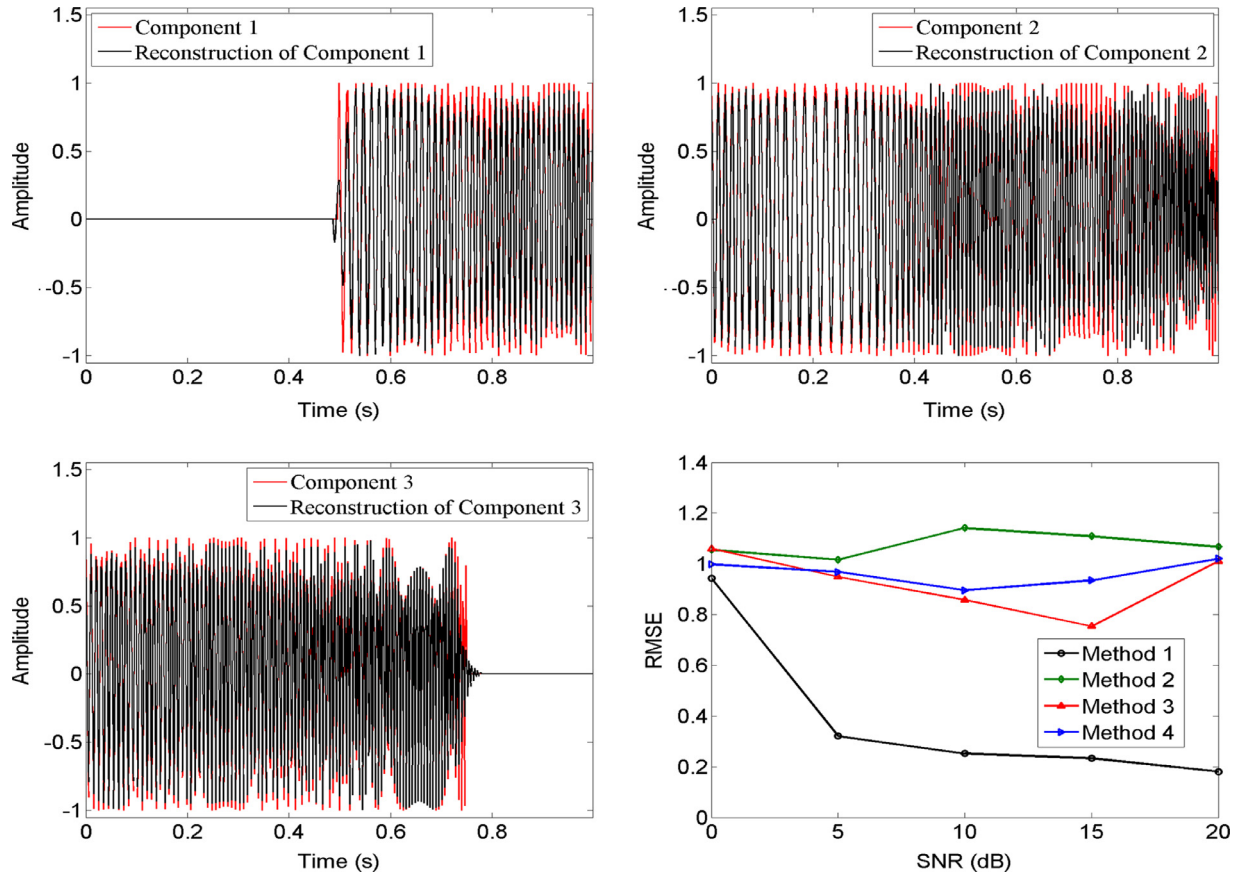 1.5
1
0.5
0
-0.5
-1
Amplitude
Component 1
Reconstruction of Component 1
0 0.2 0.4 0.6 0.8
Time (s)
1.5
1
0.5
0
-0.5
-1
Amplitude
Component 2
Reconstruction of Component 2
0 0.2 0.4 0.6 0.8
Time (s)
1.5
1
0.5
0
-0.5
-1
Amplitude
Component 3
Reconstruction of Component 3
0 0.2 0.4 0.6 0.8
Time (s)
1.4
1.2
1
0.8
0.6
0.4
0.2
0
RMSE
Method 1
Method 2
Method 3
Method 4
0 5 10 15 20
SNR (dB)